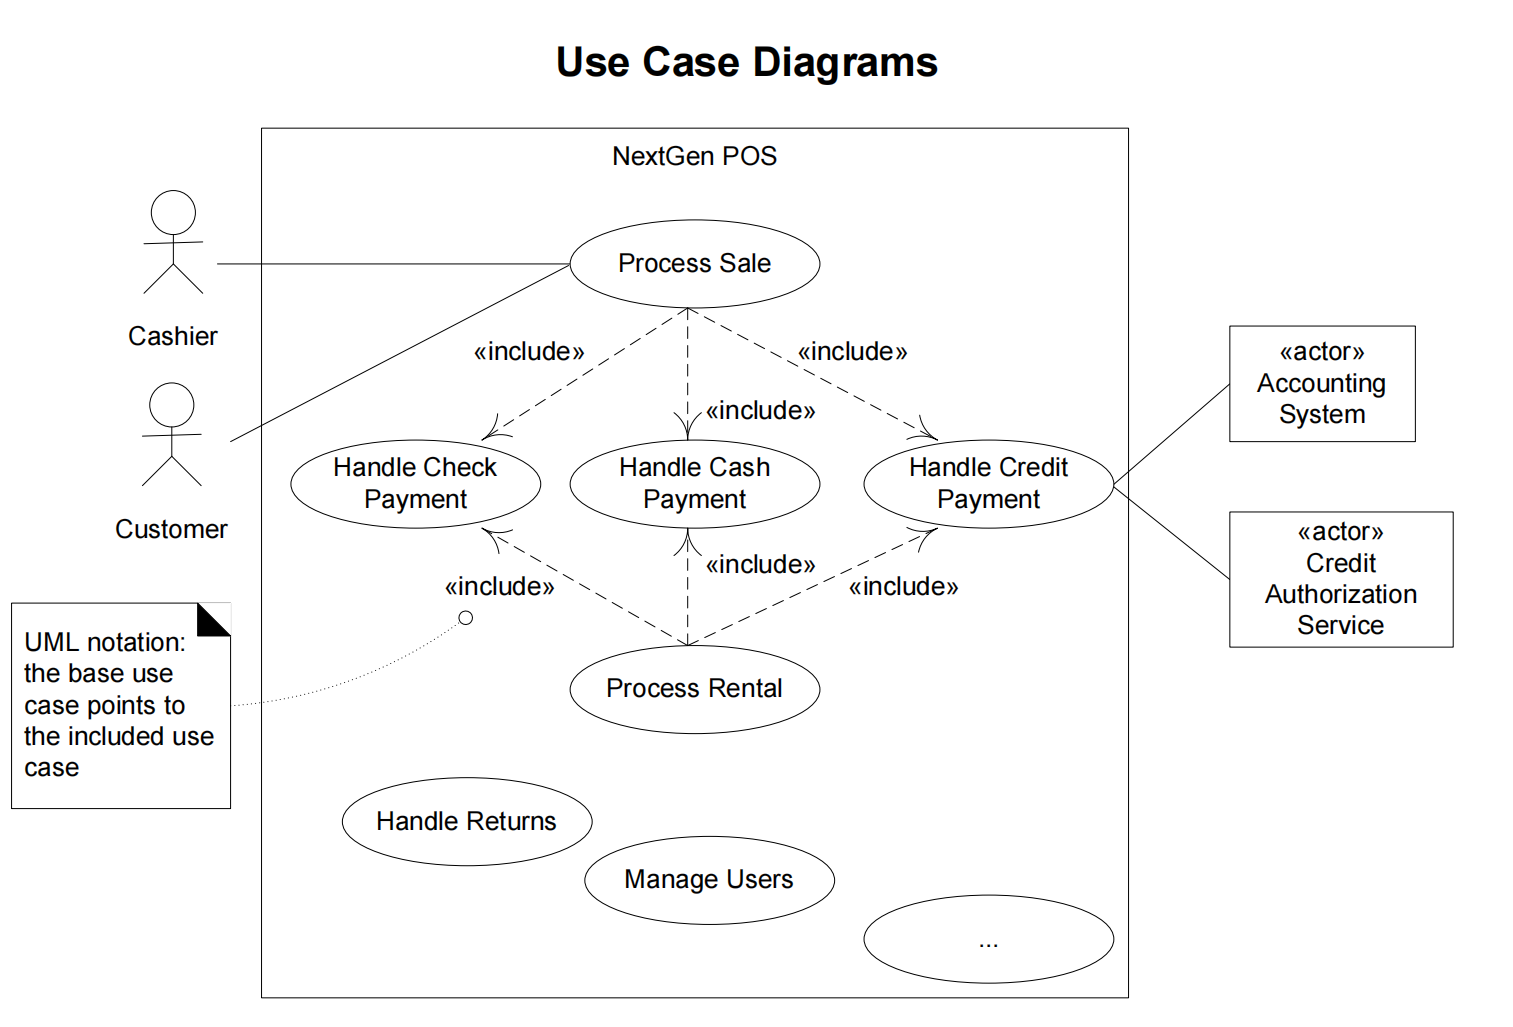 Use Case Diagrams
NextGen POS
Process Sale
Cashier
«include»
«include»
«include»
«actor»
Accounting
System
Handle Check
Payment
Handle Cash
Payment
Handle Credit
Payment
Customer
«include»
«include»
«include»
«actor»
Credit
Authorization
Service
UML notation:
the base use
case points to
the included use
case
Process Rental
Handle Returns
Manage Users
...